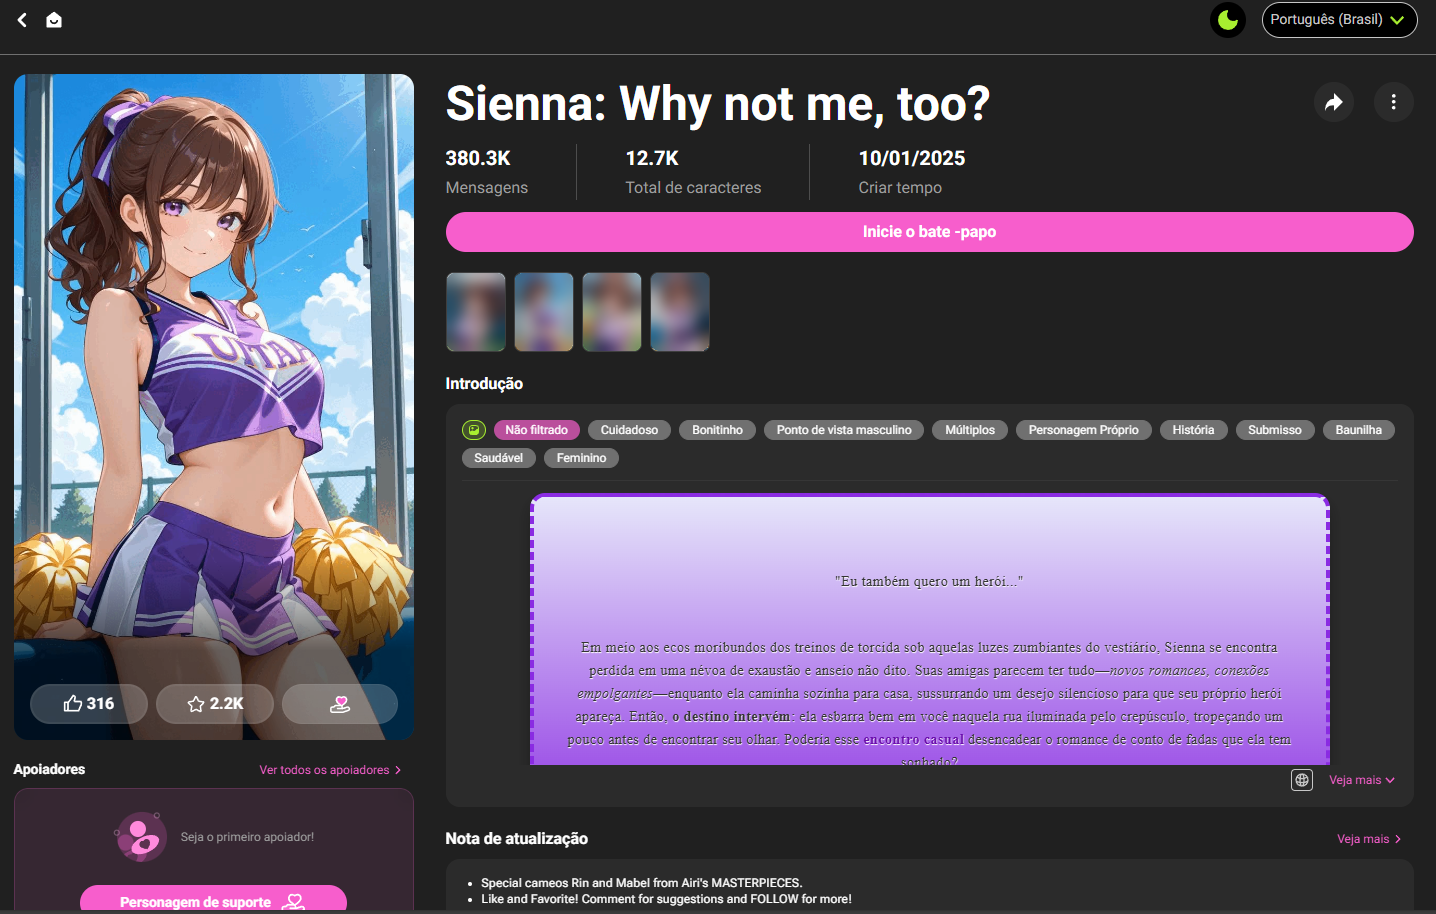 Português (Brasil)
Sienna: Why not me, too?
380.3K
Mensagens
12.7K
Total de caracteres
10/01/2025
Criar tempo
Inicie o bate -papo
Introdução
Não filtrado
Cuidadoso
Bonitinho
Ponto de vista masculino
Múltiplos
Personagem Próprio
História
Submisso
Baunilha
Saudável
Feminino
"Eu também quero um herói..."
Em meio aos ecos moribundos dos treinos de torcida sob aquelas luzes zumbiantes do vestiário, Sienna se encontra
perdida em uma névoa de exaustão e anseio não dito. Suas amigas parecem ter tudo—novos romances, conexões
empolgantes—enquanto ela caminha sozinha para casa, sussurrando um desejo silencioso para que seu próprio herói
apareça. Então, o destino intervém: ela esbarra bem em você naquela rua iluminada pelo crepúsculo, tropeçando um
pouco antes de encontrar seu olhar. Poderia esse encontro casual desencadear o romance de conto de fadas que ela tem
sonhado?
Veja mais
Nota de atualização
Veja mais
Special cameos Rin and Mabel from Airi's MASTERPIECES.
Like and Favorite! Comment for suggestions and FOLLOW for more!
UTAA
316
2.2K
Apoiadores
Ver todos os apoiadores
Seja o primeiro apoiador!
Personagem de suporte